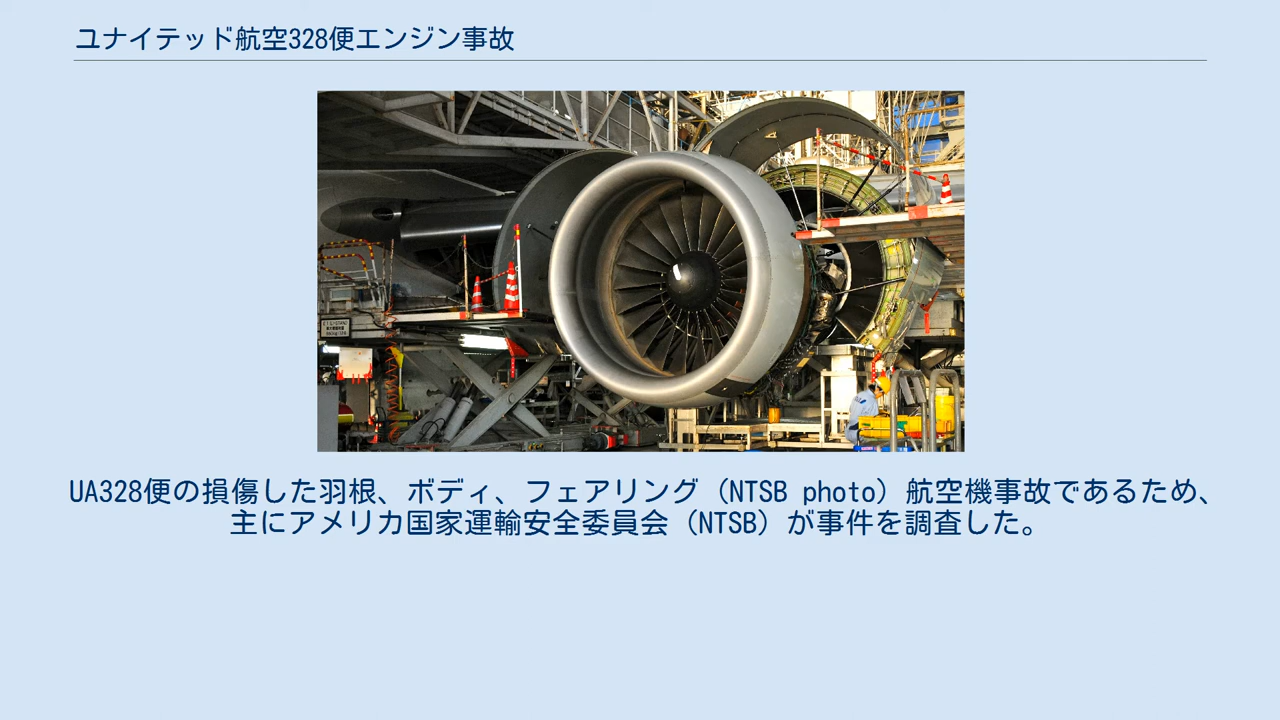 ユナイテッド航空328便エンジン事故
UA328便の損傷した羽根、ボディ、フェアリング（NTSB photo）航空機事故であるため、
主にアメリカ国家運輸安全委員会（NTSB）が事件を調査した。